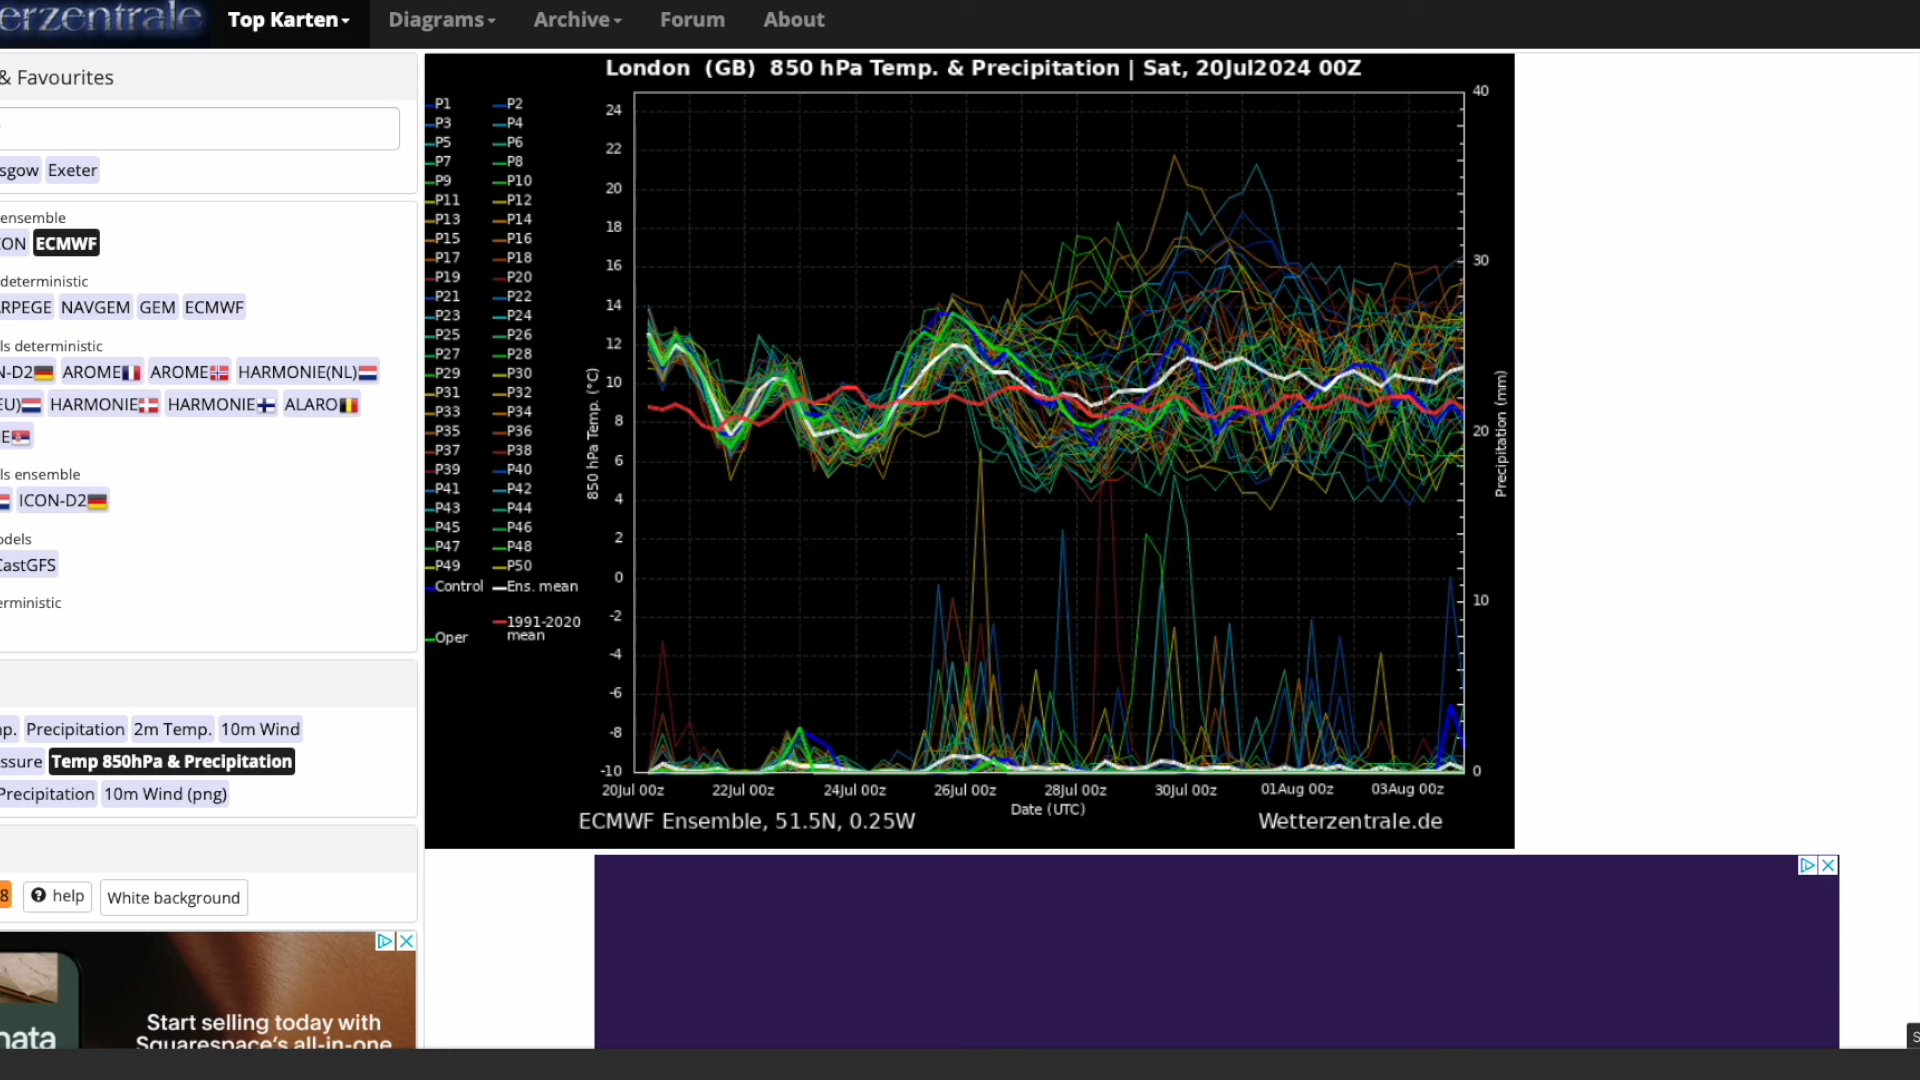 erzentrale Top Karten Diagrams Archive Forum About
& Favourites
sgow Exeter
ensemble
ON ECMWF
deterministic
RPEGE NAVGEM GEM ECMWF
ls deterministic
N-D2 AROME AROME HARMONIE(NL)
EU) HARMONIE HARMONIE ALARO
E
ls ensemble
ICON-D2
odels
CastGFS
erministic
p. Precipitation 2m Temp. 10m Wind
ssure Temp 850hPa & Precipitation
Precipitation 10m Wind (png)
8 help White background
Start selling today with
Squarespace's all-in-one
nata
London (GB) 850 hPa Temp. & Precipitation | Sat, 20Jul2024 00Z
P1 P2
P3 P4
P5 P6
P7 P8
P9 P10
P11 P12
P13 P14
P15 P16
P17 P18
P19 P20
P21 P22
P23 P24
P25 P26
P27 P28
P29 P30
P31 P32
P33 P34
P35 P36
P37 P38
P39 P40
P41 P42
P43 P44
P45 P46
P47 P48
P49 P50
Control Ens. mean
1991-2020
mean
Oper
850 hPa Temp. (°C)
24
22
20
18
16
14
12
10
8
6
4
2
0
-2
-4
-6
-8
-10
40
30
20
10
0
Precipitation (mm)
20Jul 00z 22Jul 00z 24Jul 00z 26Jul 00z 28Jul 00z 30Jul 00z 01Aug 00z 03Aug 00z
Date (UTC)
ECMWF Ensemble, 51.5N, 0.25W Wetterzentrale.de